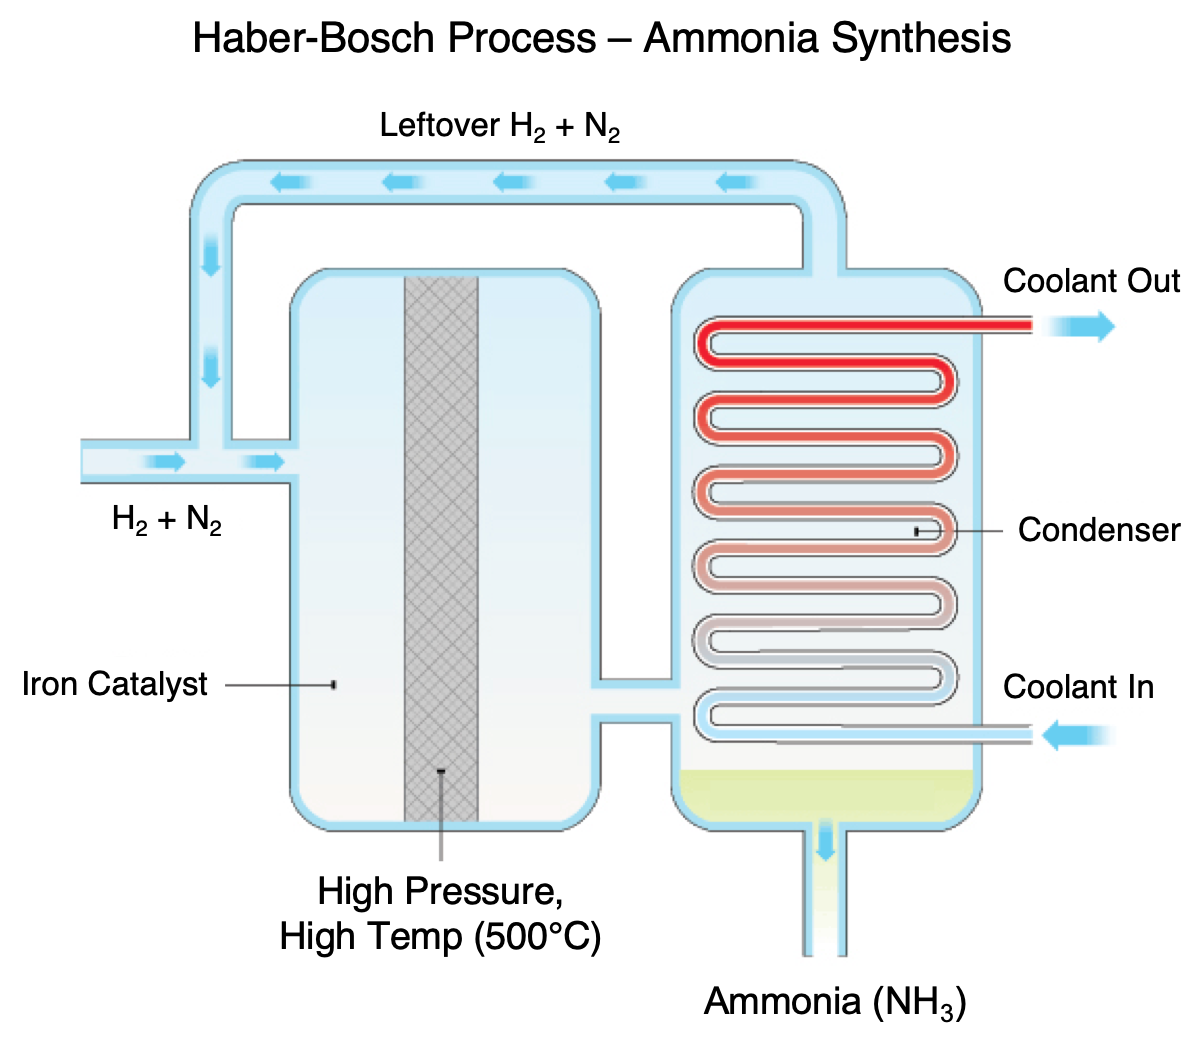 Haber-Bosch Process – Ammonia Synthesis
Leftover H₂ + N₂
Coolant Out
H₂ + N₂
Condenser
Iron Catalyst
Coolant In
High Pressure,
High Temp (500°C)
Ammonia (NH₃)